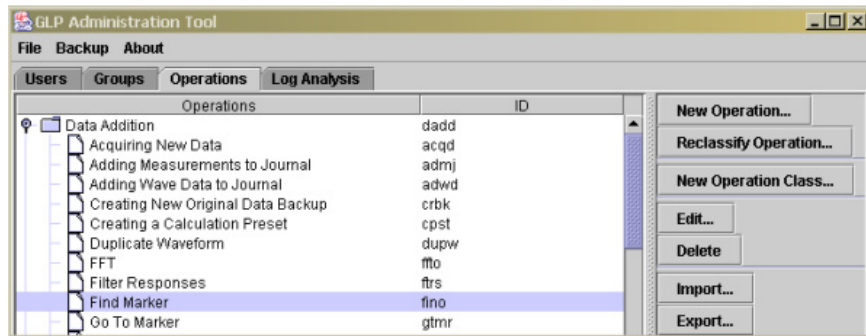 GLP Administration Tool
File Backup About
Users Groups Operations Log Analysis
Operations ID
Data Addition dadd
Acquiring New Data acqd
Adding Measurements to Journal admj
Adding Wave Data to Journal adwd
Creating New Original Data Backup crbk
Creating a Calculation Preset cpst
Duplicate Waveform dupw
FFT ffto
Filter Responses ftrs
Find Marker fino
Go To Marker gtmr
New Operation...
Reclassify Operation...
New Operation Class...
Edit...
Delete
Import...
Export...